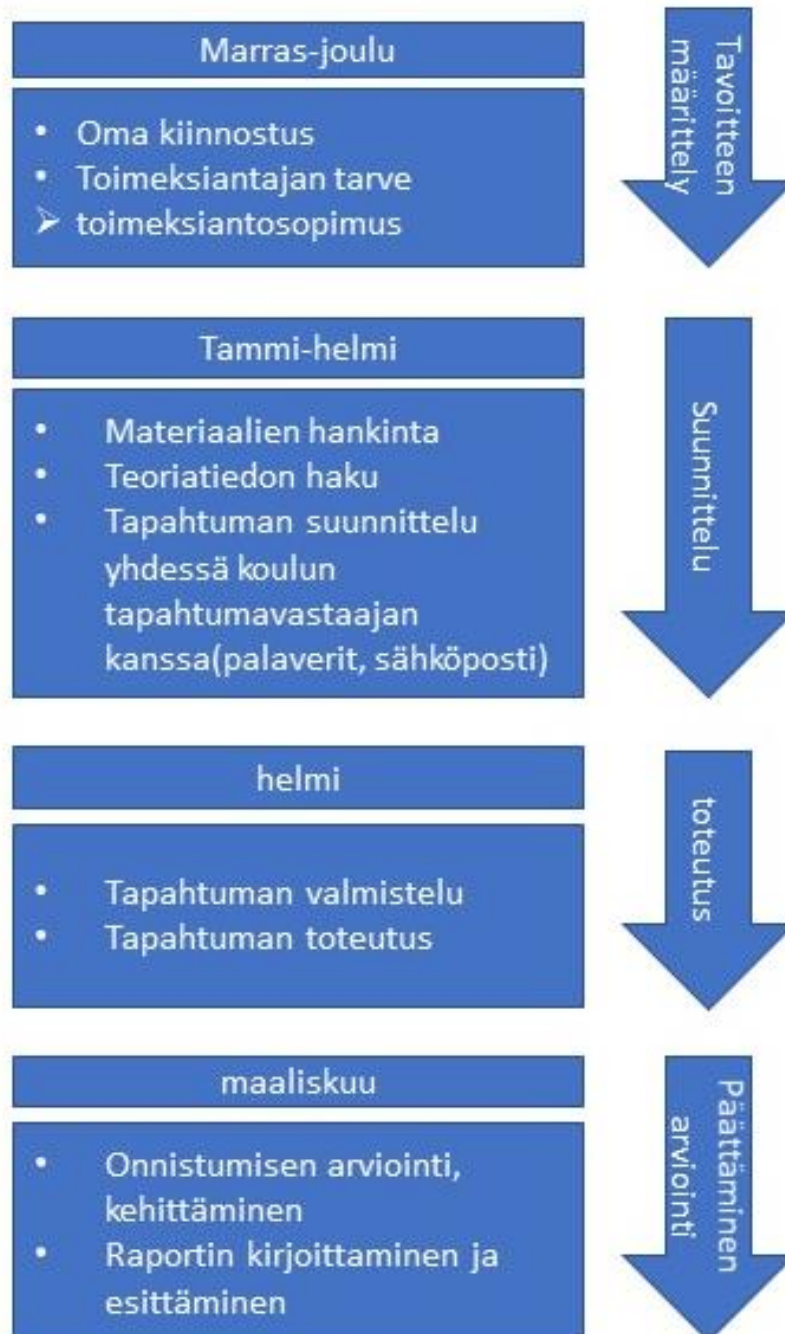 Marras-joulu
• Oma kiinnostus
• Toimeksiantajan tarve
➢ toimeksiantosopimus
Tavoitteen
määrittely
Tammi-helmi
• Materiaalien hankinta
• Teoriatiedon haku
• Tapahtuman suunnittelu
yhdessä koulun
tapahtumavastaajan
kanssa(palaverit, sähköposti)
Suunnittelu
helmi
• Tapahtuman valmistelu
• Tapahtuman toteutus
toteutus
maaliskuu
• Onnistumisen arviointi,
kehittäminen
• Raportin kirjoittaminen ja
esittäminen
Päättäminen
arviointi